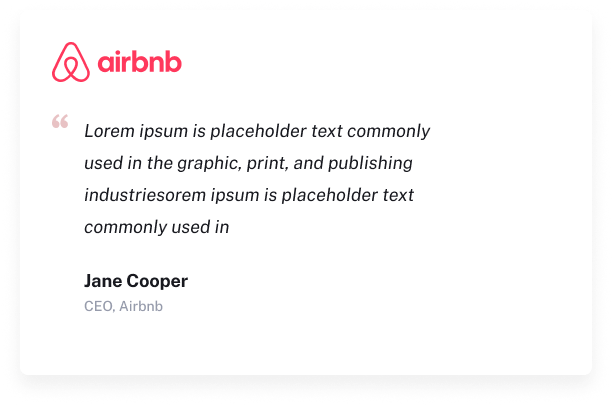 airbnb
“ Lorem ipsum is placeholder text commonly
used in the graphic, print, and publishing
industriesorem ipsum is placeholder text
commonly used in
Jane Cooper
CEO, Airbnb